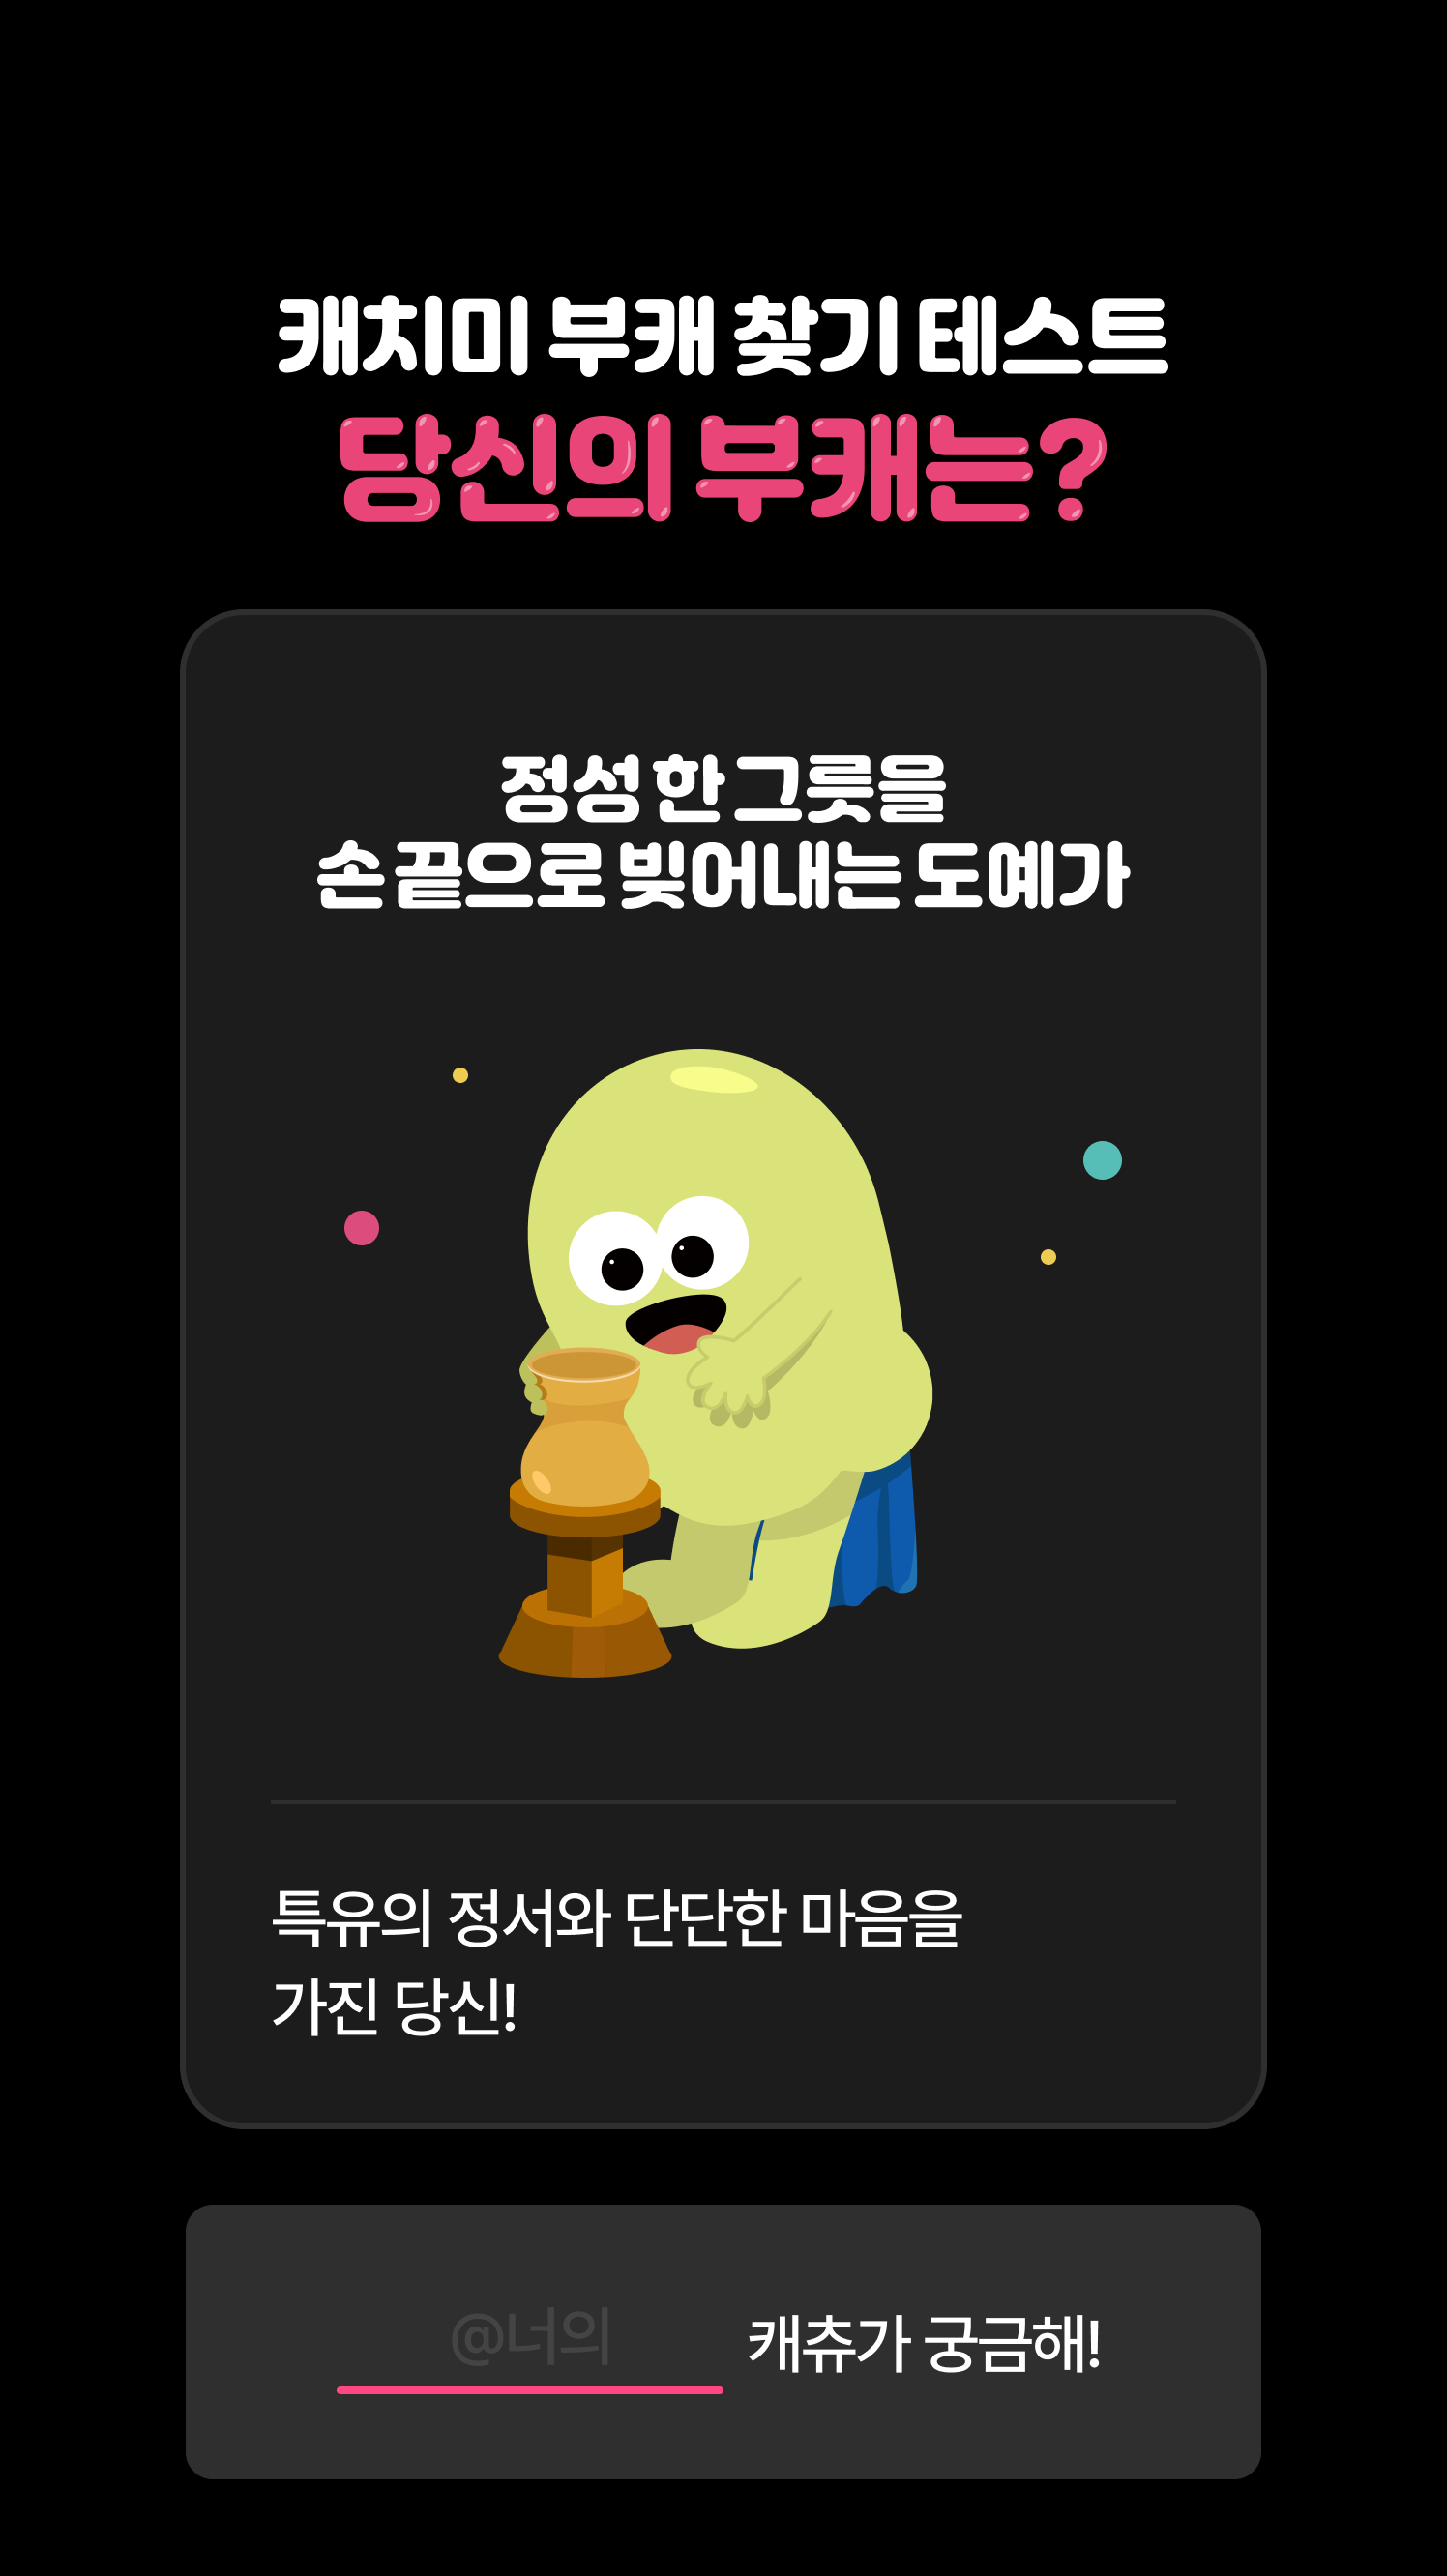 캐치미 부캐 찾기 테스트
당신의 부캐는?
정성 한 그릇을
손 끝으로 빚어내는 도예가
특유의 정서와 단단한 마음을
가진 당신!
@너의 캐츄가 궁금해!